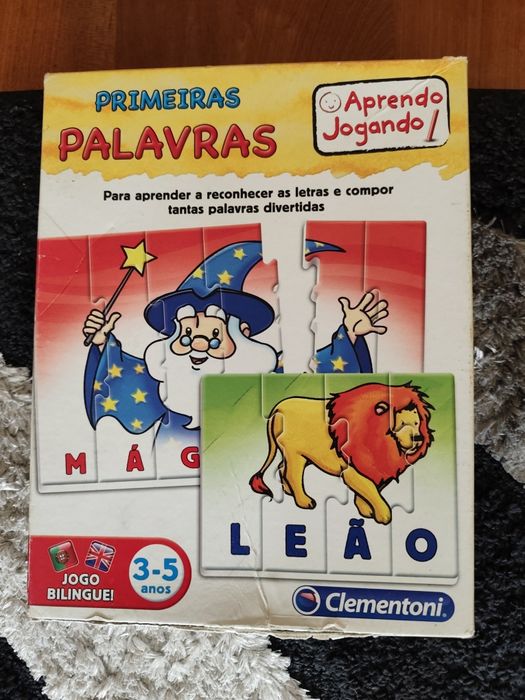 PRIMEIRAS
PALAVRAS
Aprendo
Jogando
Para aprender a reconhecer as letras e compor
tantas palavras divertidas
M Á G
L E Ã O
JOGO
BILINGUE!
3-5
anos
Clementoni